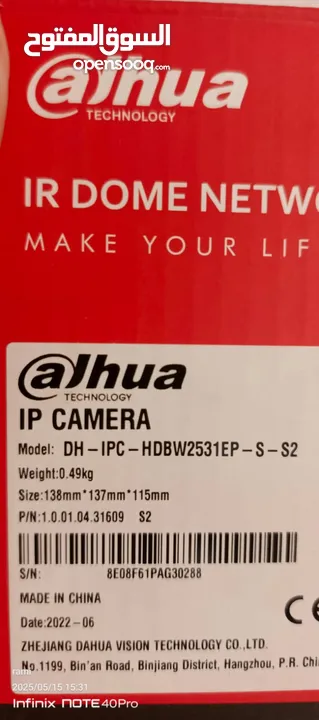 السوق المفتوح
opensooq.com
alhua
TECHNOLOGY
IR DOME NETW
MAKE YOUR LIF
alhua
TECHNOLOGY
IP CAMERA
Model: DH-IPC-HDBW2531EP-S-S2
Weight:0.49kg
Size:138mm*137mm*115mm
P/N:1.0.01.04.31609 S2
S/N: 8E08F61PAG30288
MADE IN CHINA
Date:2022-06
CE
ZHEJIANG DAHUA VISION TECHNOLOGY CO.,LTD.
No.1199, Bin'an Road, Binjiang District, Hangzhou, P.R. Chi
rami
2025/05/15 15:31
Infinix NOTE 40Pro